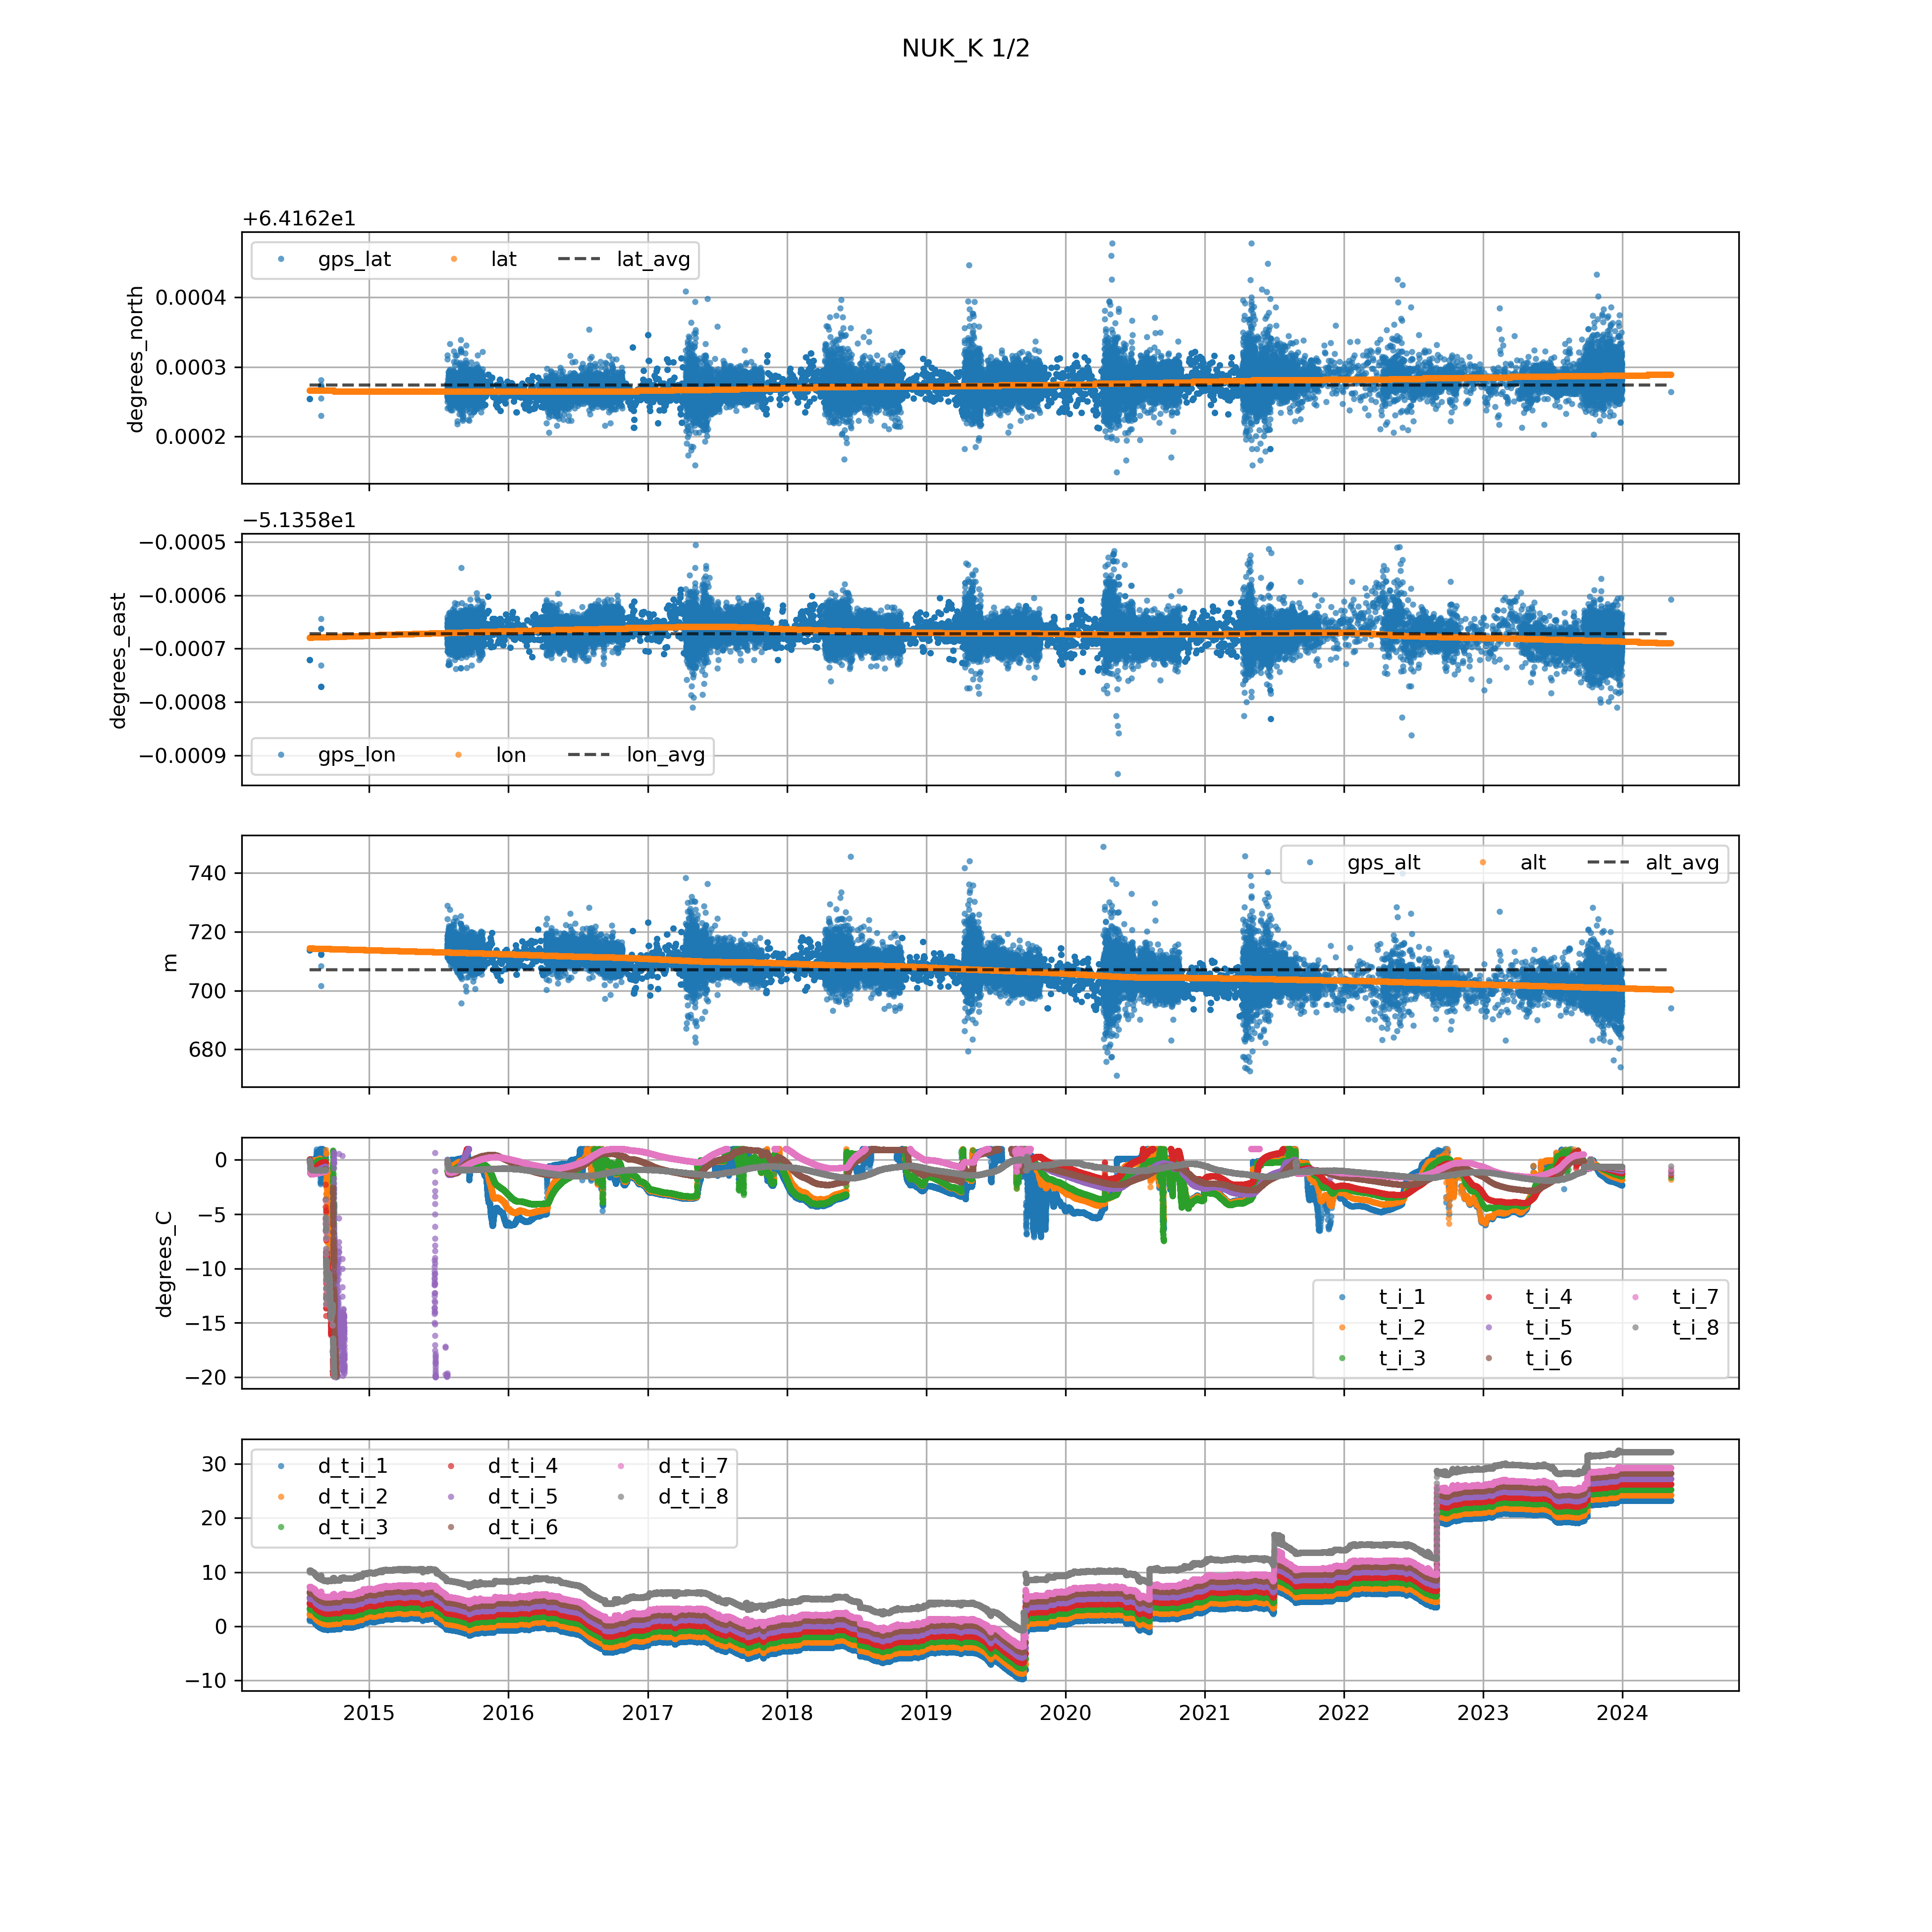 NUK_K 1/2
+6.4162e1
gps_lat lat lat_avg
degrees_north
0.0004
0.0003
0.0002
−5.1358e1
degrees_east
−0.0005
−0.0006
−0.0007
−0.0008
−0.0009
gps_lon lon lon_avg
m
740
720
700
680
gps_alt alt alt_avg
degrees_C
0
−5
−10
−15
−20
t_i_1 t_i_4 t_i_7
t_i_2 t_i_5 t_i_8
t_i_3 t_i_6
30
20
10
0
−10
d_t_i_1 d_t_i_4 d_t_i_7
d_t_i_2 d_t_i_5 d_t_i_8
d_t_i_3 d_t_i_6
2015 2016 2017 2018 2019 2020 2021 2022 2023 2024